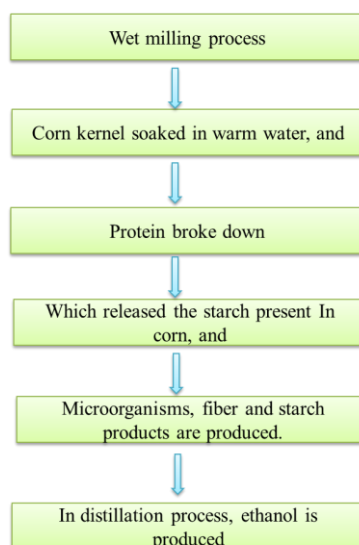 Wet milling process
Corn kernel soaked in warm water, and
Protein broke down
Which released the starch present In
corn, and
Microorganisms, fiber and starch
products are produced.
In distillation process, ethanol is
produced